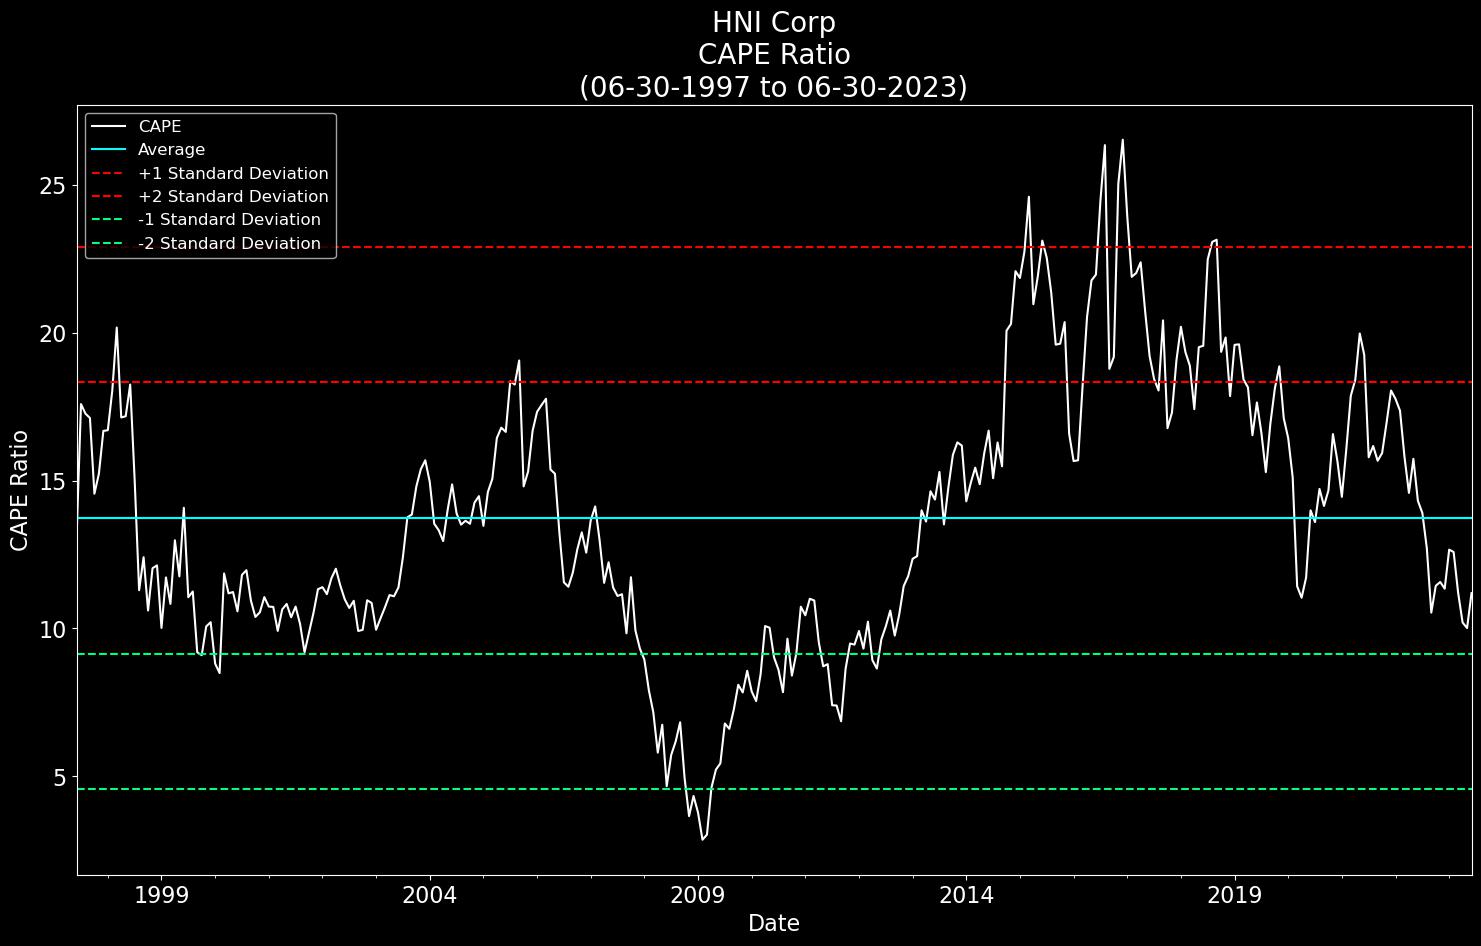 HNI Corp
CAPE Ratio
(06-30-1997 to 06-30-2023)
CAPE
Average
+1 Standard Deviation
+2 Standard Deviation
-1 Standard Deviation
-2 Standard Deviation
25
20
15
10
5
CAPE Ratio
1999
2004
2009
2014
2019
Date